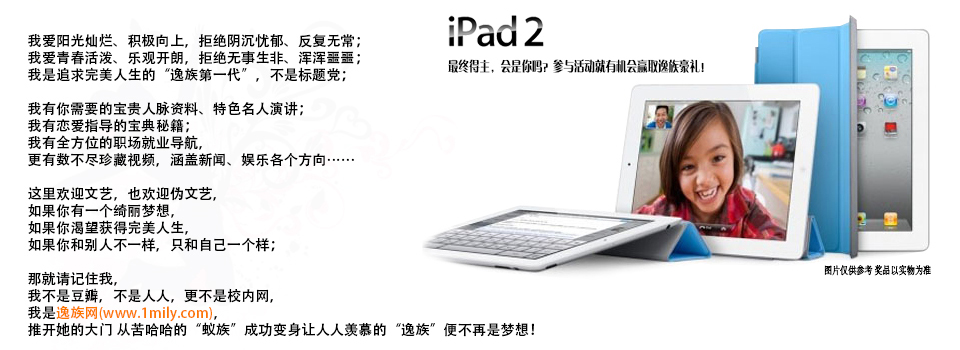 我爱阳光灿烂、积极向上，拒绝阴沉忧郁、反复无常；
我爱青春活泼、乐观开朗，拒绝无事生非、浑浑噩噩；
我是追求完美人生的“逸族第一代”，不是标题党；
我有你需要的宝贵人脉资料、特色名人演讲；
我有恋爱指导的宝典秘籍；
我有全方位的职场就业导航，
更有数不尽珍藏视频，涵盖新闻、娱乐各个方向……
这里欢迎文艺，也欢迎伪文艺，
如果你有一个绮丽梦想，
如果你渴望获得完美人生，
如果你和别人不一样，只和自己一个样；
那就请记住我，
我不是豆瓣，不是人人，更不是校内网，
我是逸族网(www.1mily.com)，
推开她的大门 从苦哈哈的“蚁族”成功变身让人人羡慕的“逸族”便不再是梦想！
iPad 2
最终得主，会是你吗？参与活动就有机会赢取逸族豪礼！
图片仅供参考 奖品以实物为准